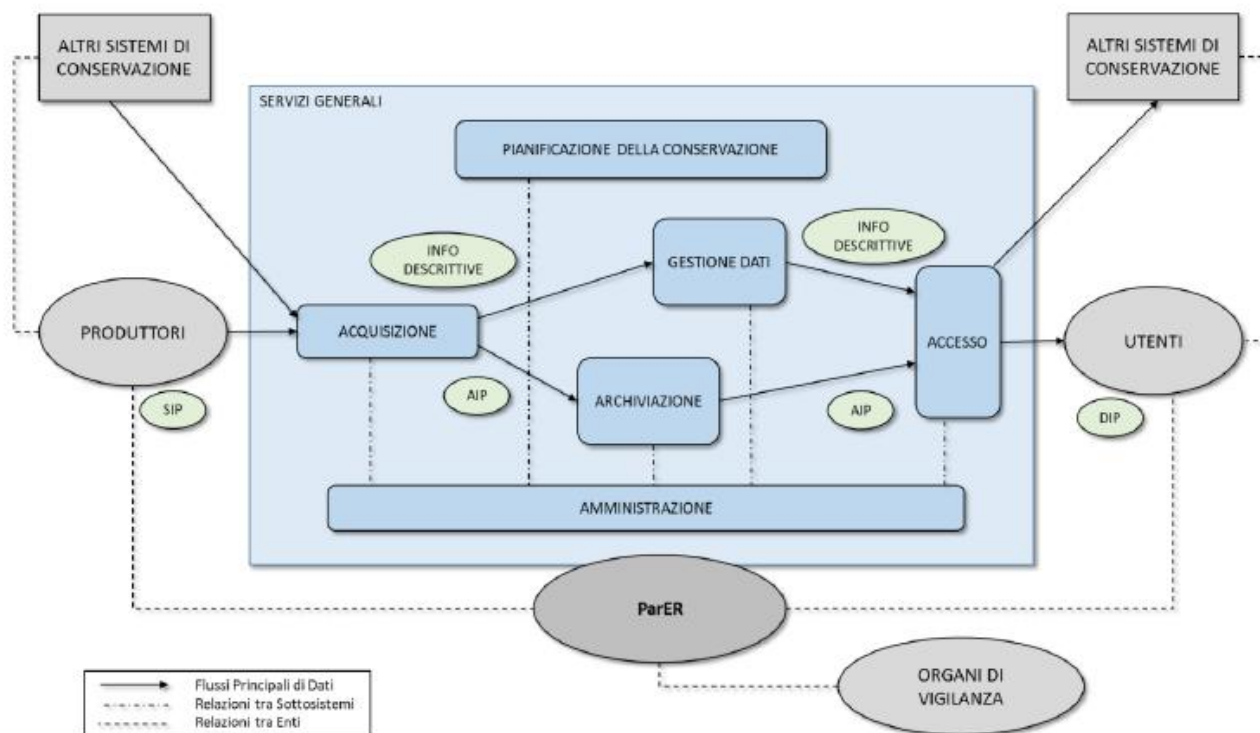 ALTRI SISTEMI DI
CONSERVAZIONE
ALTRI SISTEMI DI
CONSERVAZIONE
SERVIZI GENERALI
PIANIFICAZIONE DELLA CONSERVAZIONE
INFO
DESCRITTIVE
GESTIONE DATI
INFO
DESCRITTIVE
PRODUTTORI
ACQUISIZIONE
ACCESSO
UTENTI
SIP
AIP
ARCHIVIAZIONE
AIP
DIP
AMMINISTRAZIONE
ParER
ORGANI DI
VIGILANZA
Flussi Principali di Dati
Relazioni tra Sottosistemi
Relazioni tra Enti